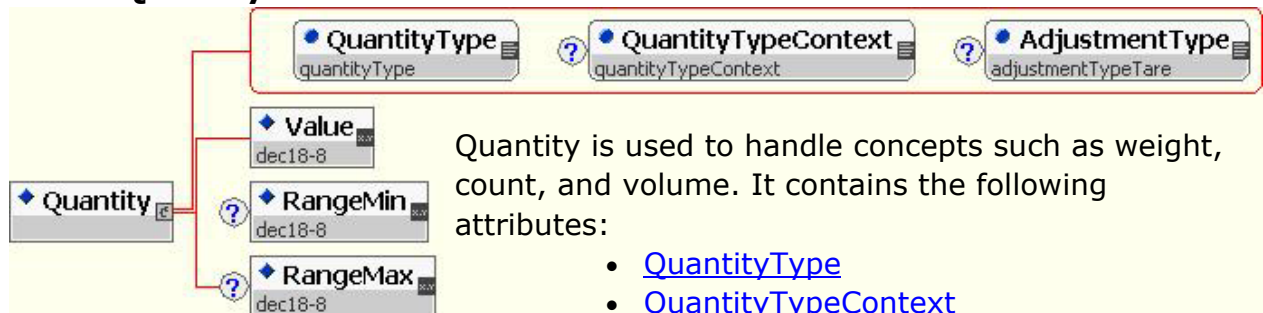 QuantityType
quantityType
? QuantityTypeContext
quantityTypeContext
? AdjustmentType
adjustmentTypeTare
Value
dec18-8
Quantity
? RangeMin
dec18-8
? RangeMax
dec18-8
Quantity is used to handle concepts such as weight,
count, and volume. It contains the following
attributes:
• QuantityType
• QuantityTypeContext